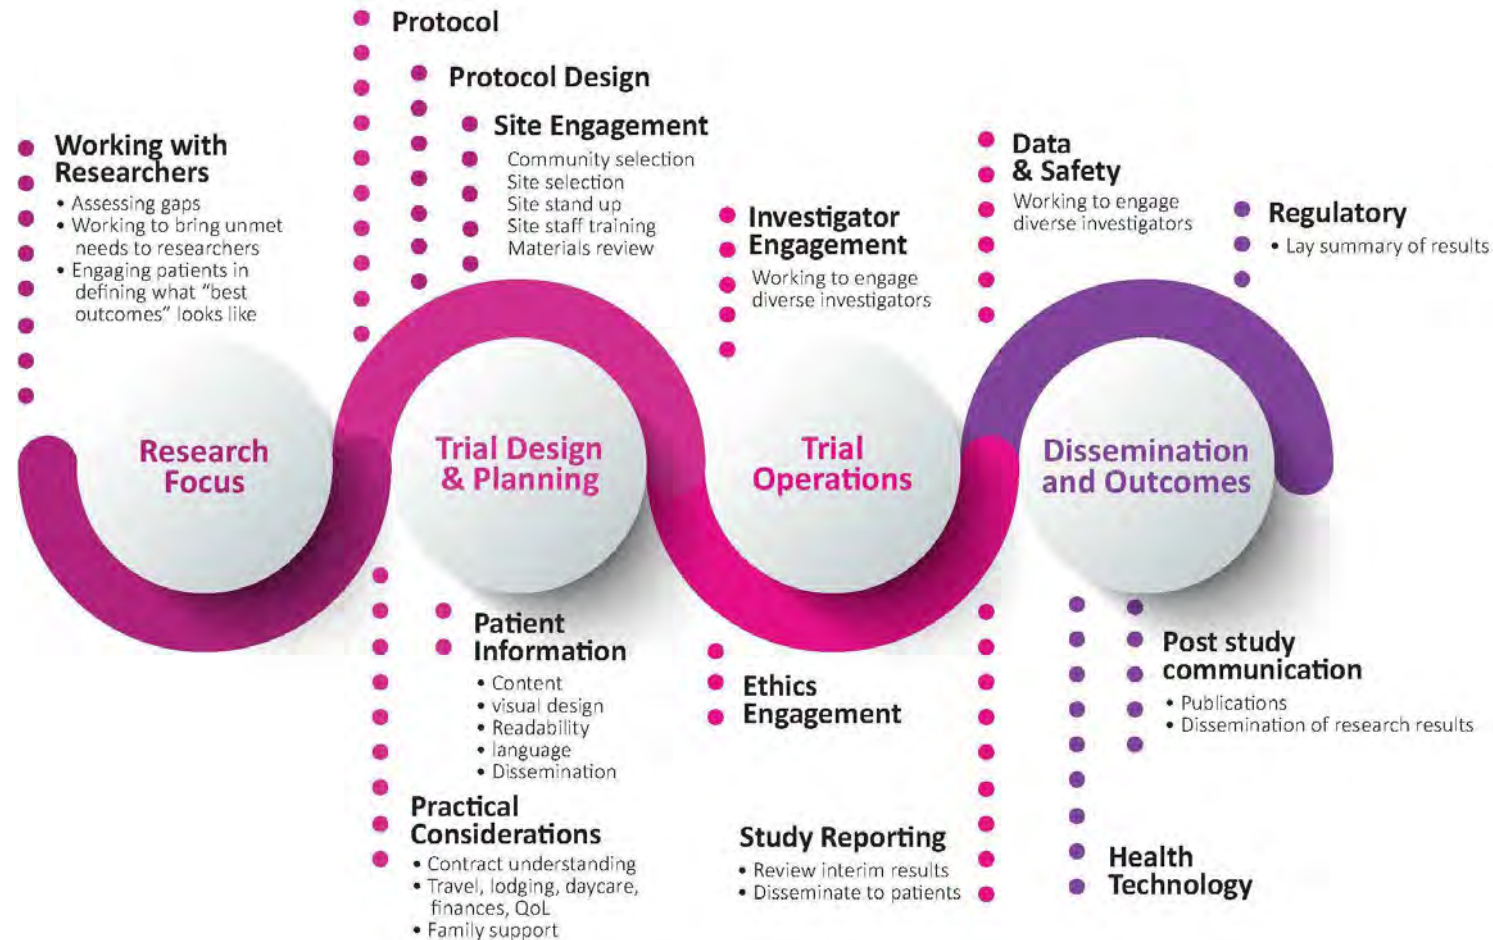 Protocol
Protocol Design
Site Engagement
Community selection
Site selection
Site stand up
Site staff training
Materials review
Working with
Researchers
• Assessing gaps
• Working to bring unmet
needs to researchers
• Engaging patients in
defining what “best
outcomes” looks like
Investigator
Engagement
Working to engage
diverse investigators
Data
& Safety
Working to engage
diverse investigators
Regulatory
• Lay summary of results
Research
Focus
Trial Design
& Planning
Trial
Operations
Dissemination
and Outcomes
Patient
Information
• Content
• visual design
• Readability
• language
• Dissemination
Practical
Considerations
• Contract understanding
• Travel, lodging, daycare,
finances, QoL
• Family support
Ethics
Engagement
Study Reporting
• Review interim results
• Disseminate to patients
Post study
communication
• Publications
• Dissemination of research results
Health
Technology